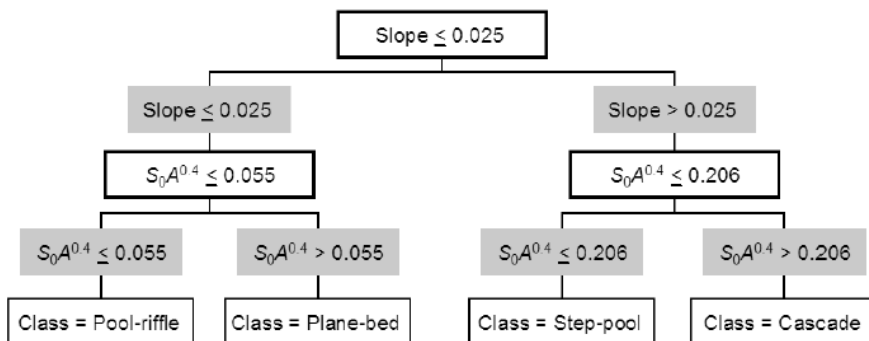 Slope ≤ 0.025
Slope ≤ 0.025
Slope > 0.025
S₀A⁰·⁴ ≤ 0.055
S₀A⁰·⁴ ≤ 0.206
S₀A⁰·⁴ ≤ 0.055
S₀A⁰·⁴ > 0.055
S₀A⁰·⁴ ≤ 0.206
S₀A⁰·⁴ > 0.206
Class = Pool-riffle
Class = Plane-bed
Class = Step-pool
Class = Cascade